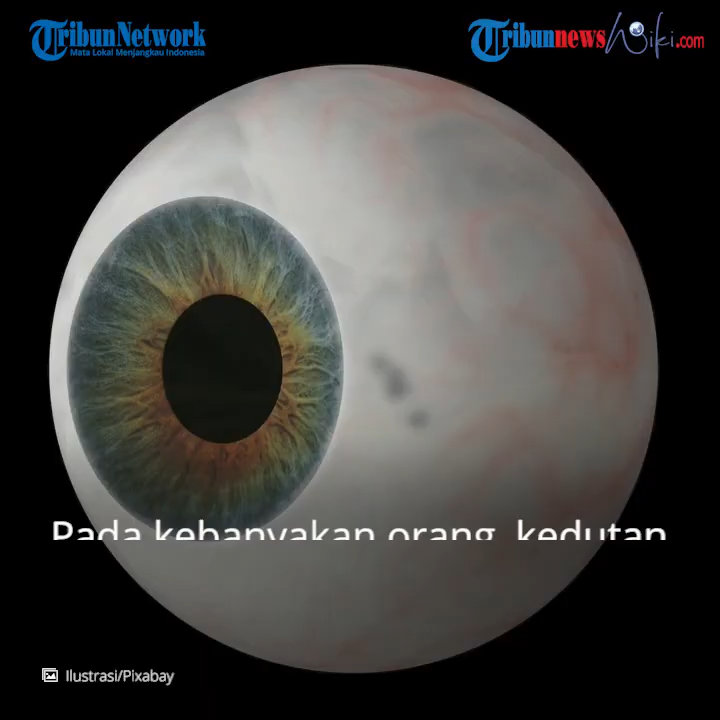 TribunNetwork
Mata Lokal Menjangkau Indonesia
TribunnewsWiki.com
Pada kebanyakan orang, kedutan
Ilustrasi/Pixabay